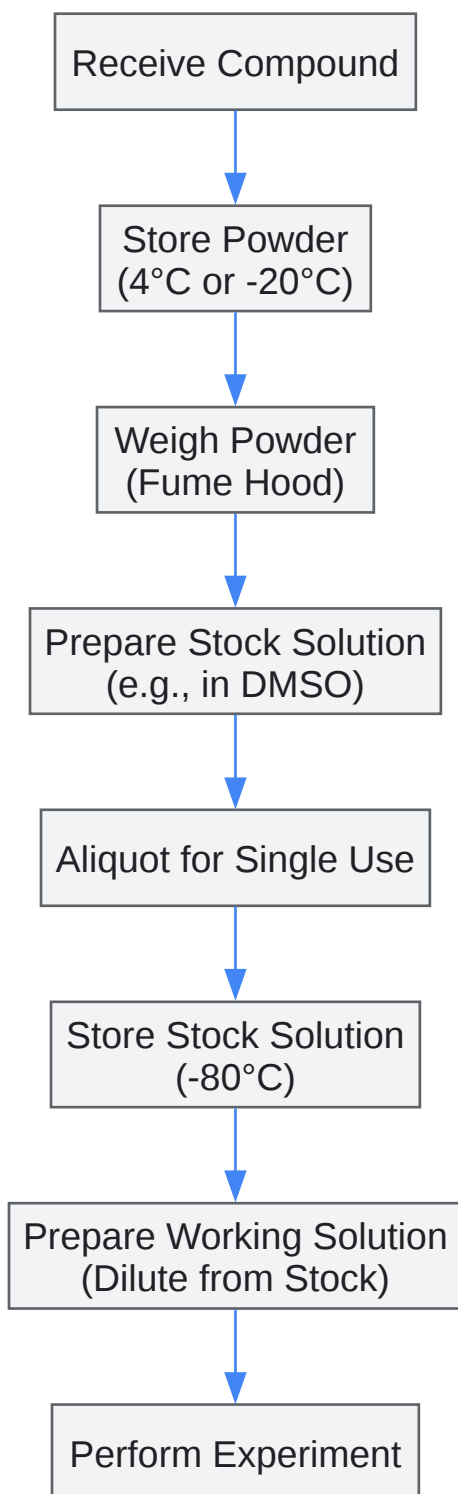 Receive Compound
Store Powder
(4°C or -20°C)
Weigh Powder
(Fume Hood)
Prepare Stock Solution
(e.g., in DMSO)
Aliquot for Single Use
Store Stock Solution
(-80°C)
Prepare Working Solution
(Dilute from Stock)
Perform Experiment